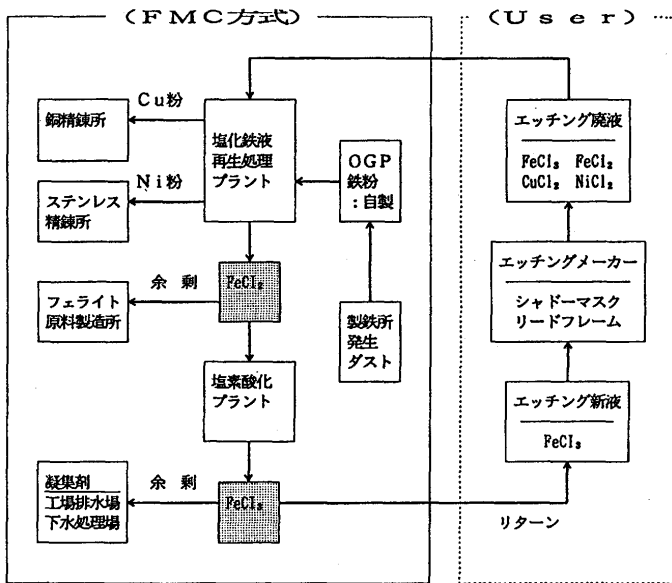 (FMC方式)
(User)
Cu粉
銅精錬所
塩化鉄液
再生処理
プラント
OGP
鉄粉
:自製
エッチング廃液
FeCl₃ FeCl₂
CuCl₂ NiCl₂
Ni粉
ステンレス
精錬所
エッチングメーカー
シャドーマスク
リードフレーム
余 剰
FeCl₂
フェライト
原料製造所
製鉄所
発生
ダスト
塩素酸化
プラント
エッチング新液
FeCl₃
余 剰
凝集剤
工場排水場
下水処理場
FeCl₃
リターン